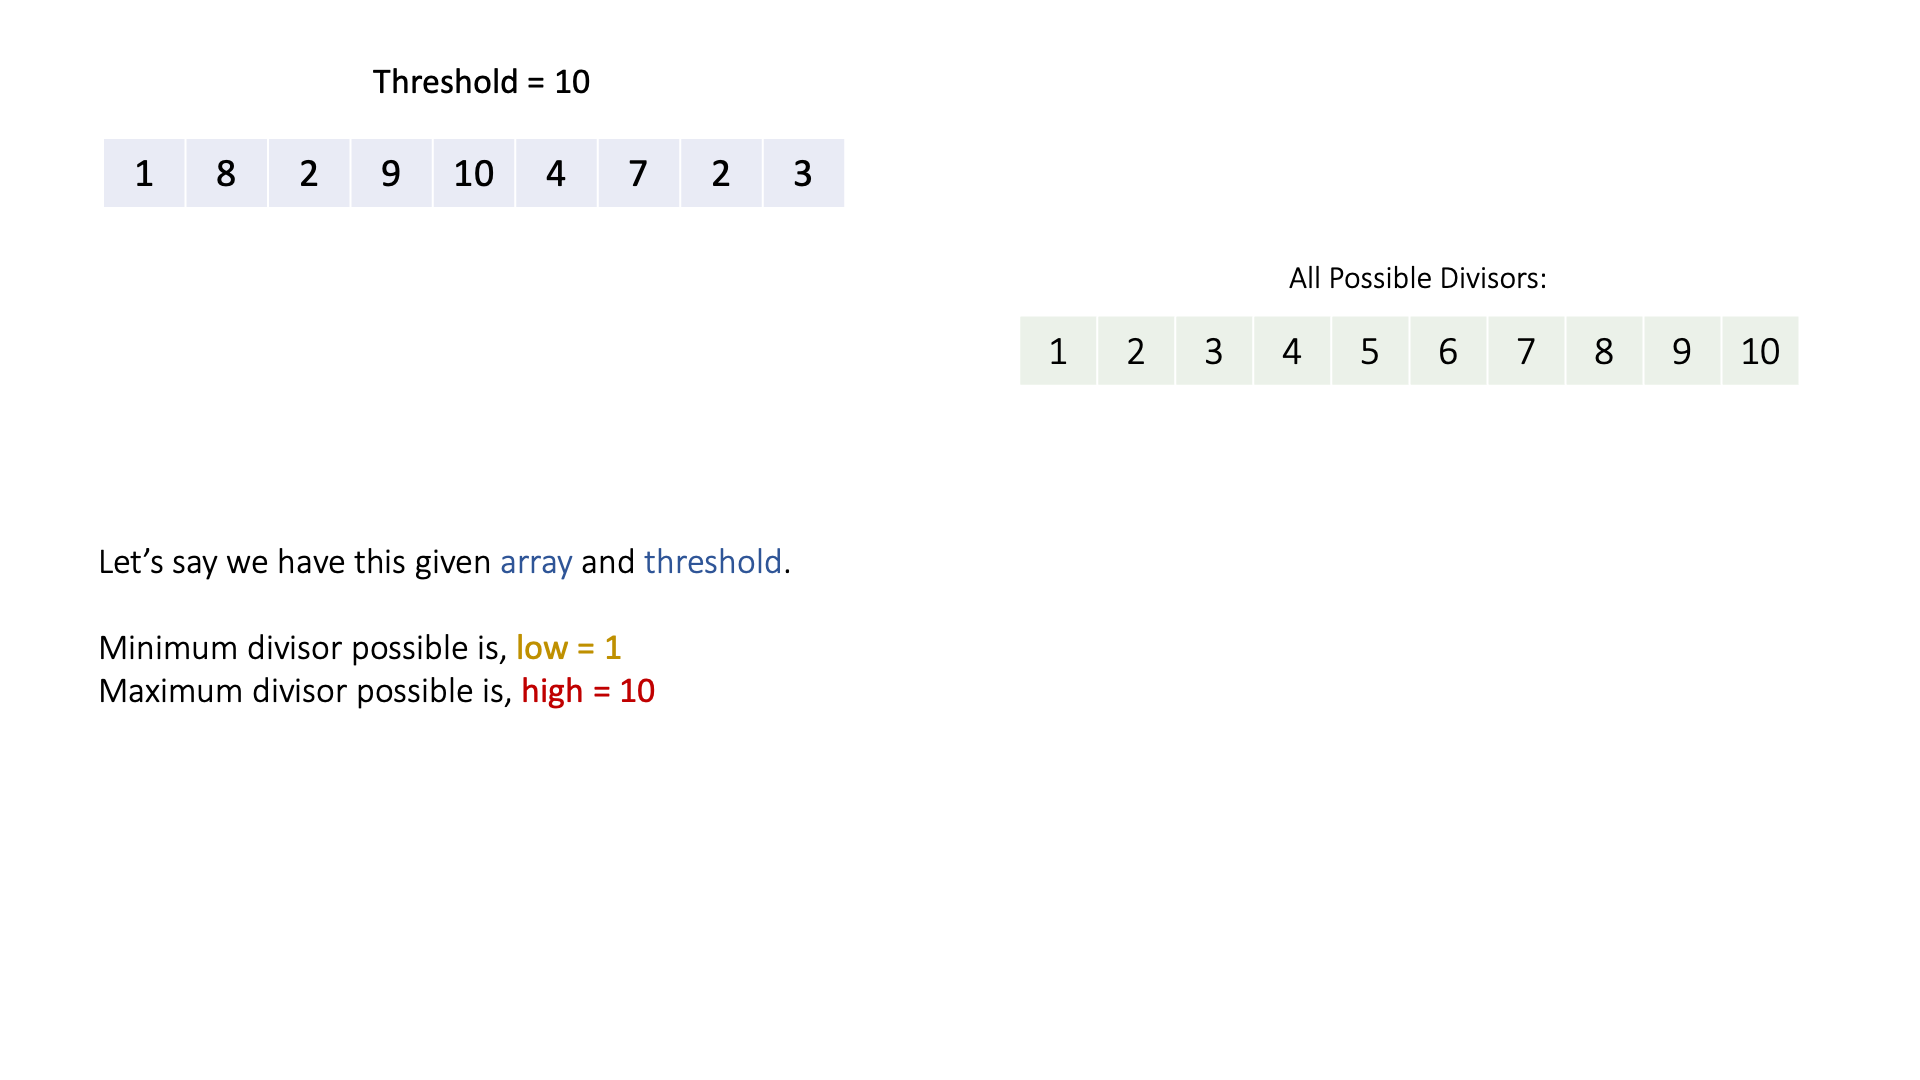 Threshold = 10
1 8 2 9 10 4 7 2 3
All Possible Divisors:
1 2 3 4 5 6 7 8 9 10
Let’s say we have this given array and threshold.
Minimum divisor possible is, low = 1
Maximum divisor possible is, high = 10